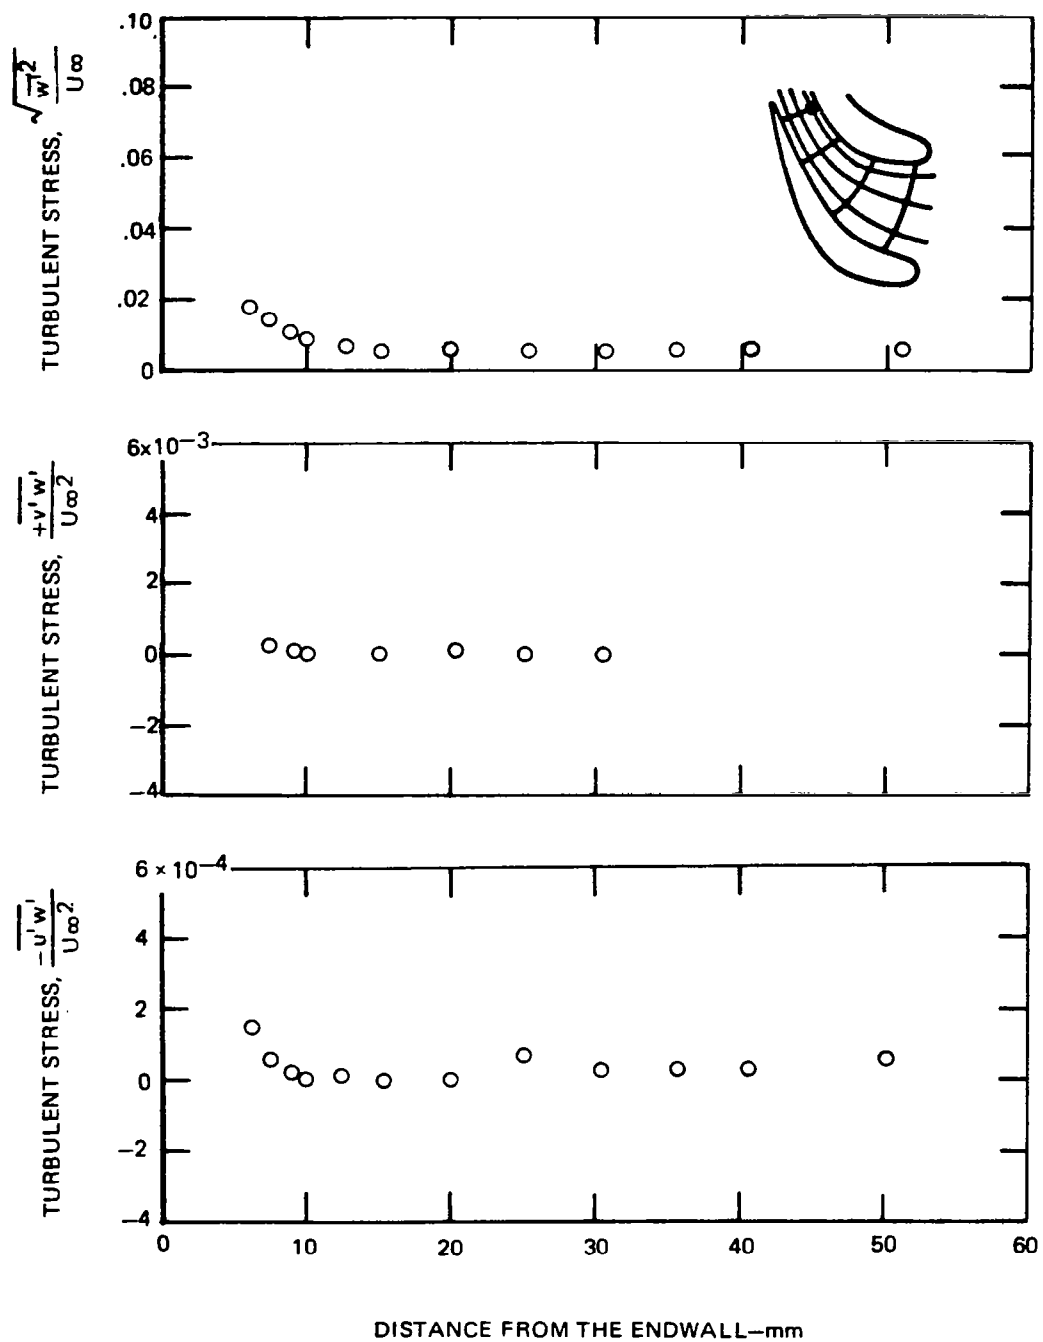 TURBULENT STRESS, √w'2 / U∞
.10
.08
.06
.04
.02
0
TURBULENT STRESS, +v'w' / U∞2
6x10−3
4
2
0
−2
−4
TURBULENT STRESS, −u'w' / U∞2
6 × 10−4
4
2
0
−2
−4
0 10 20 30 40 50 60
DISTANCE FROM THE ENDWALL—mm